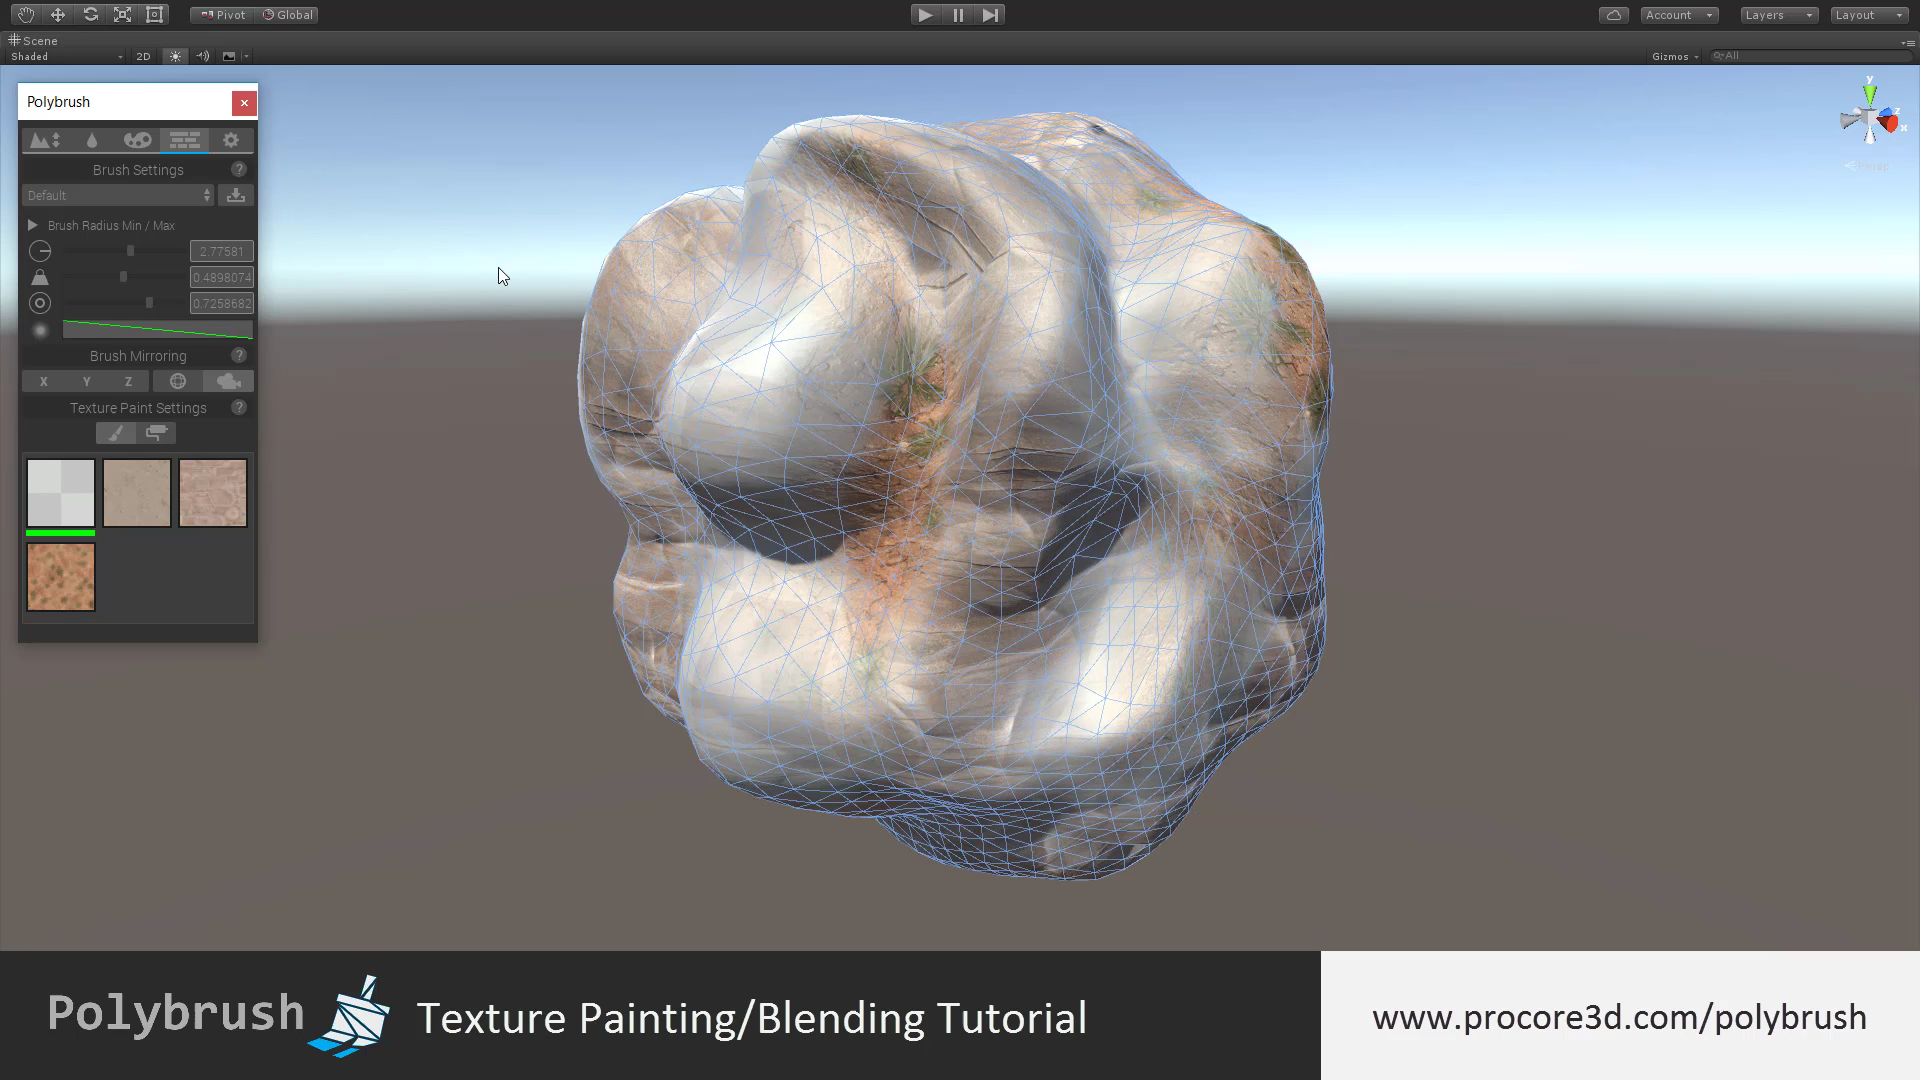 Pivot Global
Account Layers Layout
Scene
Shaded 2D Gizmos All
y
z
x
Polybrush
Brush Settings ?
Default
Brush Radius Min / Max
2.77581
0.4898074
0.7258682
Brush Mirroring ?
X Y Z
Texture Paint Settings ?
Polybrush Texture Painting/Blending Tutorial
www.procore3d.com/polybrush